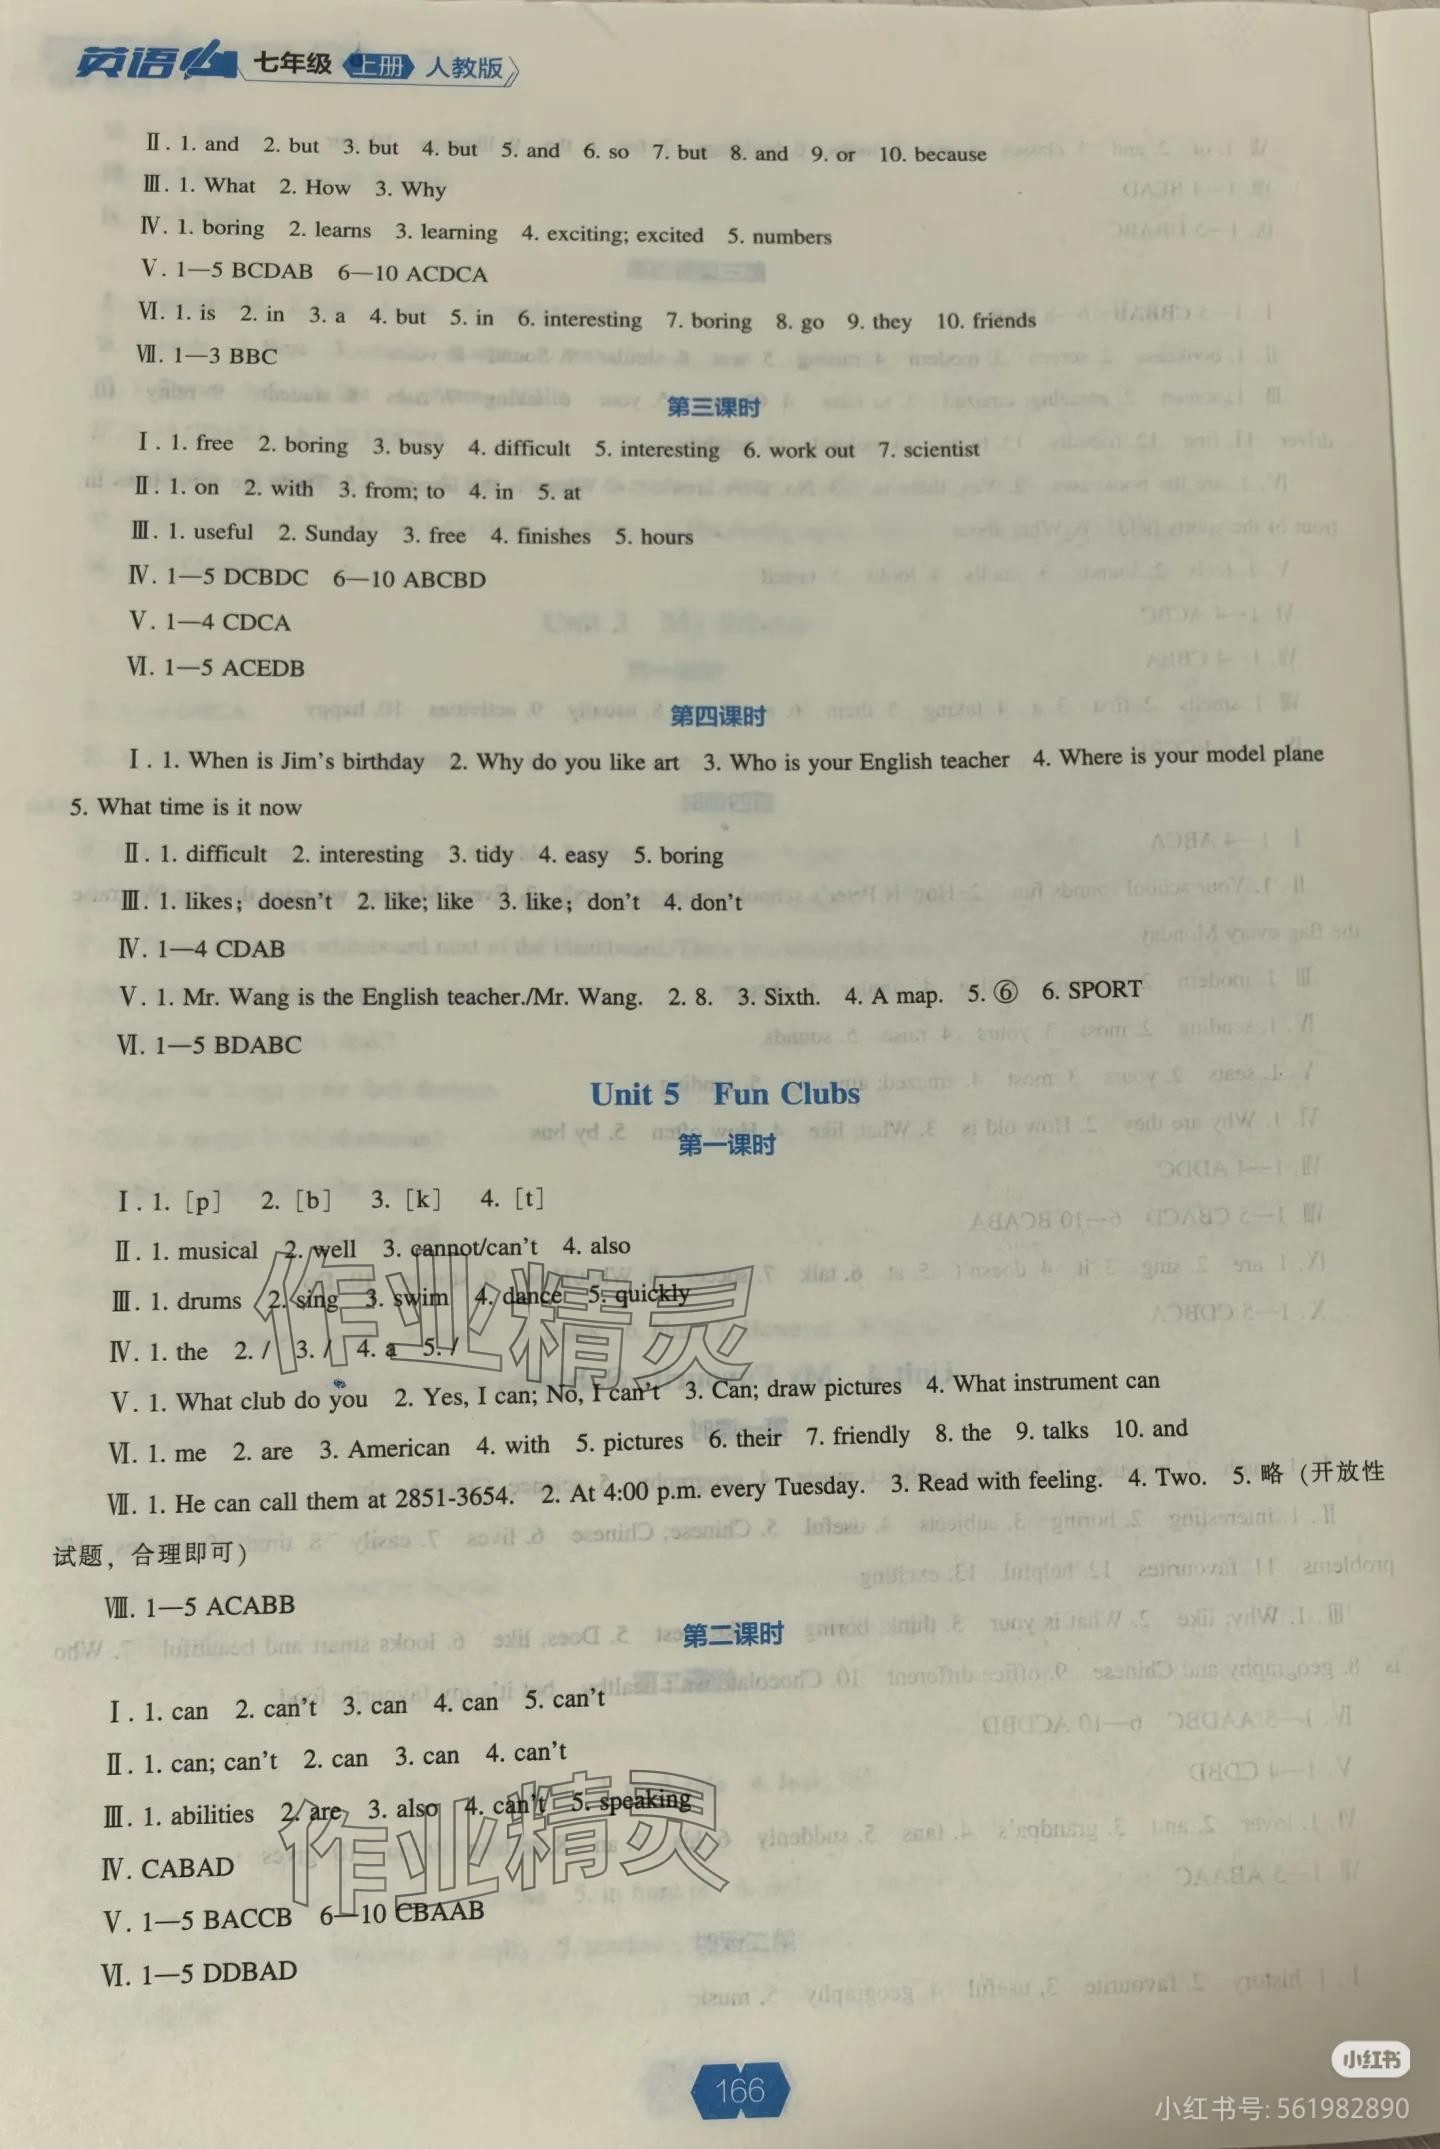 英语 七年级 上册 人教版
Ⅱ. 1. and 2. but 3. but 4. but 5. and 6. so 7. but 8. and 9. or 10. because
Ⅲ. 1. What 2. How 3. Why
Ⅳ. 1. boring 2. learns 3. learning 4. exciting; excited 5. numbers
Ⅴ. 1—5 BCDAB 6—10 ACDCA
Ⅵ. 1. is 2. in 3. a 4. but 5. in 6. interesting 7. boring 8. go 9. they 10. friends
Ⅶ. 1—3 BBC
第三课时
Ⅰ. 1. free 2. boring 3. busy 4. difficult 5. interesting 6. work out 7. scientist
Ⅱ. 1. on 2. with 3. from; to 4. in 5. at
Ⅲ. 1. useful 2. Sunday 3. free 4. finishes 5. hours
Ⅳ. 1—5 DCBDC 6—10 ABCBD
Ⅴ. 1—4 CDCA
Ⅵ. 1—5 ACEDB
第四课时
Ⅰ. 1. When is Jim's birthday 2. Why do you like art 3. Who is your English teacher 4. Where is your model plane
5. What time is it now
Ⅱ. 1. difficult 2. interesting 3. tidy 4. easy 5. boring
Ⅲ. 1. likes; doesn't 2. like; like 3. like; don't 4. don't
Ⅳ. 1—4 CDAB
Ⅴ. 1. Mr. Wang is the English teacher./Mr. Wang. 2. 8. 3. Sixth. 4. A map. 5. ⑥ 6. SPORT
Ⅵ. 1—5 BDABC
Unit 5 Fun Clubs
第一课时
Ⅰ. 1. [p] 2. [b] 3. [k] 4. [t]
Ⅱ. 1. musical 2. well 3. cannot/can't 4. also
Ⅲ. 1. drums 2. sing 3. swim 4. dance 5. quickly
Ⅳ. 1. the 2. / 3. / 4. a 5. /
作业精灵
Ⅴ. 1. What club do you 2. Yes, I can; No, I can't 3. Can; draw pictures 4. What instrument can
Ⅵ. 1. me 2. are 3. American 4. with 5. pictures 6. their 7. friendly 8. the 9. talks 10. and
Ⅶ. 1. He can call them at 2851-3654. 2. At 4:00 p.m. every Tuesday. 3. Read with feeling. 4. Two. 5. 略 (开放性
试题, 合理即可)
Ⅷ. 1—5 ACABB
第二课时
Ⅰ. 1. can 2. can't 3. can 4. can 5. can't
Ⅱ. 1. can; can't 2. can 3. can 4. can't
Ⅲ. 1. abilities 2. are 3. also 4. can't 5. speaking
作业精灵
Ⅳ. CABAD
Ⅴ. 1—5 BACCB 6—10 CBAAB
Ⅵ. 1—5 DDBAD
166
小红书
小红书号: 561982890